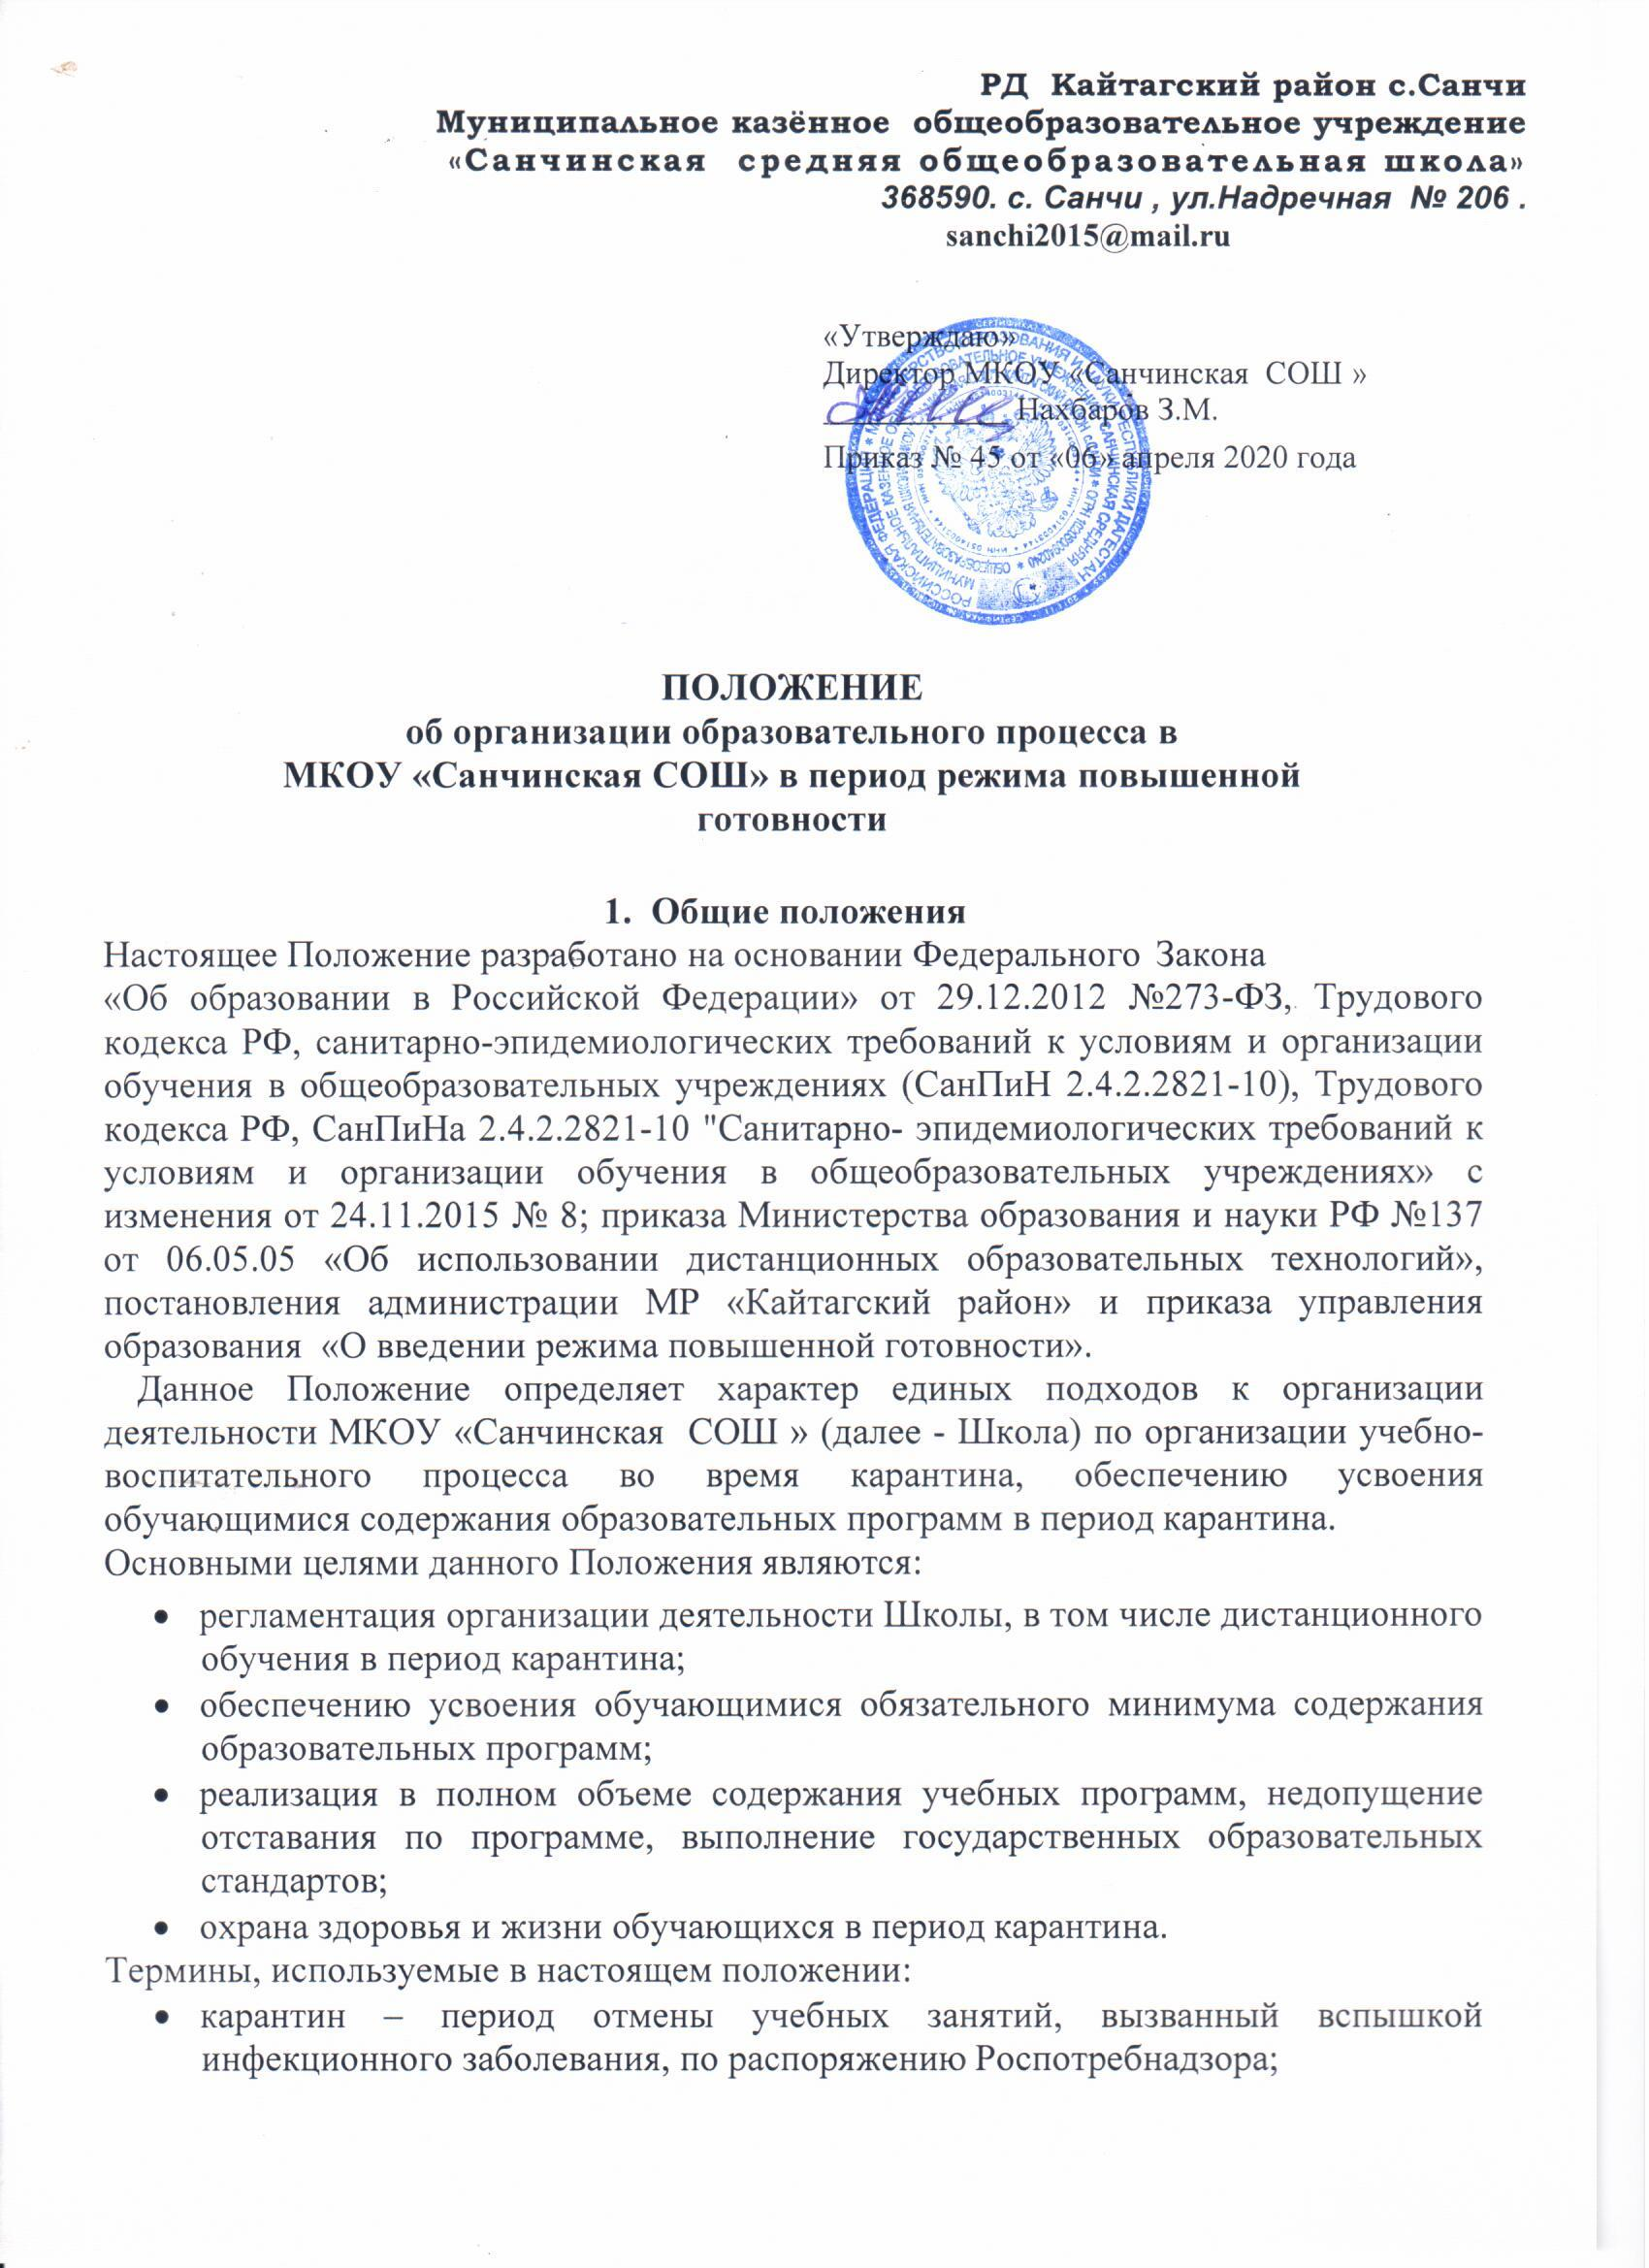 РД Кайтагский район с.Санчи
Муниципальное казённое общеобразовательное учреждение
«Санчинская средняя общеобразовательная школа»
368590. с. Санчи , ул.Надречная № 206 .
sanchi2015@mail.ru
«Утверждаю»
Директор МКОУ «Санчинская СОШ »
Нахбаров З.М.
Приказ № 45 от «06» апреля 2020 года
ПОЛОЖЕНИЕ
об организации образовательного процесса в
МКОУ «Санчинская СОШ» в период режима повышенной
готовности
1. Общие положения
Настоящее Положение разработано на основании Федерального Закона
«Об образовании в Российской Федерации» от 29.12.2012 №273-ФЗ, Трудового
кодекса РФ, санитарно-эпидемиологических требований к условиям и организации
обучения в общеобразовательных учреждениях (СанПиН 2.4.2.2821-10), Трудового
кодекса РФ, СанПиНа 2.4.2.2821-10 "Санитарно- эпидемиологических требований к
условиям и организации обучения в общеобразовательных учреждениях» с
изменения от 24.11.2015 № 8; приказа Министерства образования и науки РФ №137
от 06.05.05 «Об использовании дистанционных образовательных технологий»,
постановления администрации МР «Кайтагский район» и приказа управления
образования «О введении режима повышенной готовности».
Данное Положение определяет характер единых подходов к организации
деятельности МКОУ «Санчинская СОШ » (далее - Школа) по организации учебно-
воспитательного процесса во время карантина, обеспечению усвоения
обучающимися содержания образовательных программ в период карантина.
Основными целями данного Положения являются:
• регламентация организации деятельности Школы, в том числе дистанционного
обучения в период карантина;
• обеспечению усвоения обучающимися обязательного минимума содержания
образовательных программ;
• реализация в полном объеме содержания учебных программ, недопущение
отставания по программе, выполнение государственных образовательных
стандартов;
• охрана здоровья и жизни обучающихся в период карантина.
Термины, используемые в настоящем положении:
• карантин – период отмены учебных занятий, вызванный вспышкой
инфекционного заболевания, по распоряжению Роспотребнадзора;